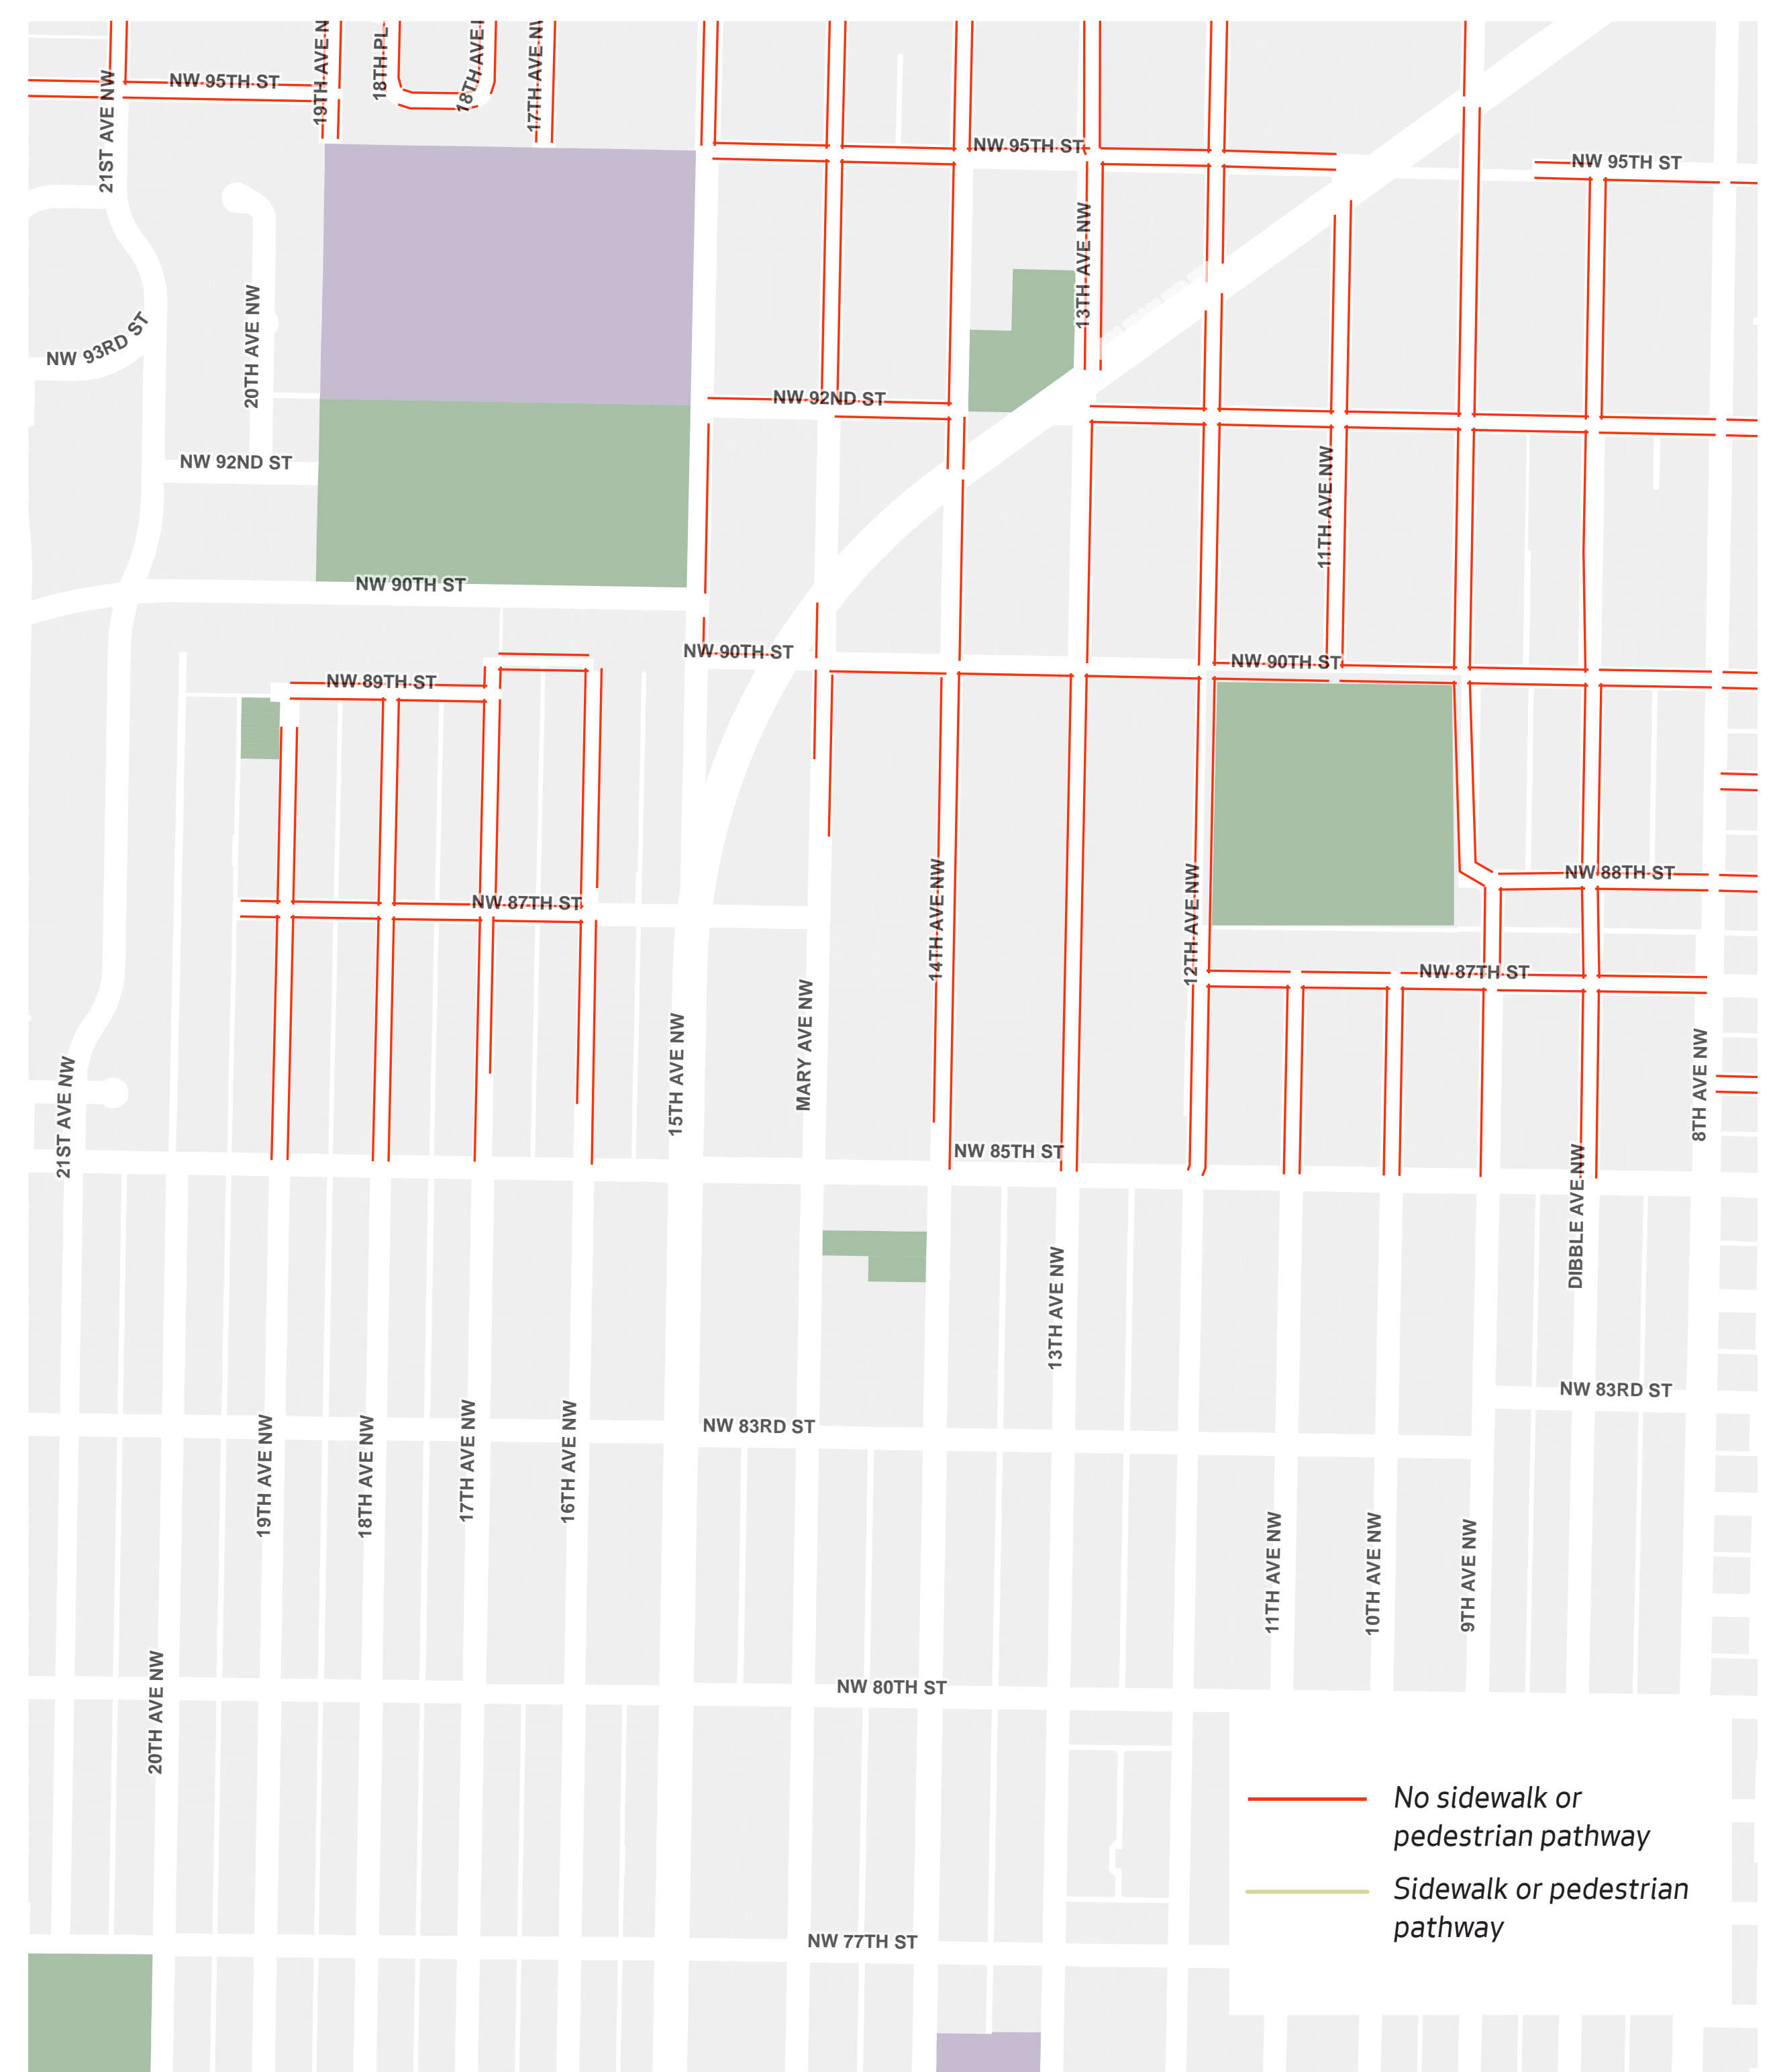 19TH AVE N
18TH PL
18TH AVE
17TH AVE NW
NW 95TH ST
21ST AVE NW
NW 95TH ST
NW 95TH ST
13TH AVE NW
20TH AVE NW
NW 93RD ST
NW 92ND ST
NW 92ND ST
11TH AVE NW
NW 90TH ST
NW 90TH ST
NW 90TH ST
NW 89TH ST
NW 88TH ST
NW 87TH ST
14TH AVE NW
12TH AVE NW
NW 87TH ST
MARY AVE NW
15TH AVE NW
8TH AVE NW
21ST AVE NW
NW 85TH ST
DIBBLE AVE NW
13TH AVE NW
NW 83RD ST
NW 83RD ST
19TH AVE NW
18TH AVE NW
17TH AVE NW
16TH AVE NW
11TH AVE NW
10TH AVE NW
9TH AVE NW
20TH AVE NW
NW 80TH ST
No sidewalk or
pedestrian pathway
Sidewalk or pedestrian
pathway
NW 77TH ST